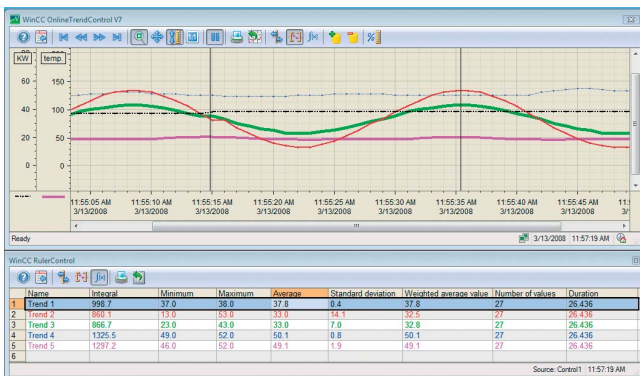 WinCC OnlineTrendControl V7
KW temp.
60 150
40 100
20 50
0 0
11:55:05 AM 11:55:10 AM 11:55:15 AM 11:55:20 AM 11:55:25 AM 11:55:30 AM 11:55:35 AM 11:55:40 AM 11:55:45 AM
3/13/2008 3/13/2008 3/13/2008 3/13/2008 3/13/2008 3/13/2008 3/13/2008 3/13/2008 3/13/2008
Ready 3/13/2008 11:57:19 AM
WinCC RulerControl
Name Integral Minimum Maximum Average Standard deviation Weighted average value Number of values Duration
1 Trend 1 998.7 37.0 38.0 37.8 0.4 37.8 27 26.436
2 Trend 2 860.1 13.0 53.0 33.0 14.1 32.5 27 26.436
3 Trend 3 866.7 23.0 43.0 33.0 7.0 32.8 27 26.436
4 Trend 4 1325.5 49.0 52.0 50.1 0.8 50.1 27 26.436
5 Trend 5 1297.2 46.0 52.0 49.1 1.9 49.1 27 26.436
6
Source: Control1 11:57:19 AM